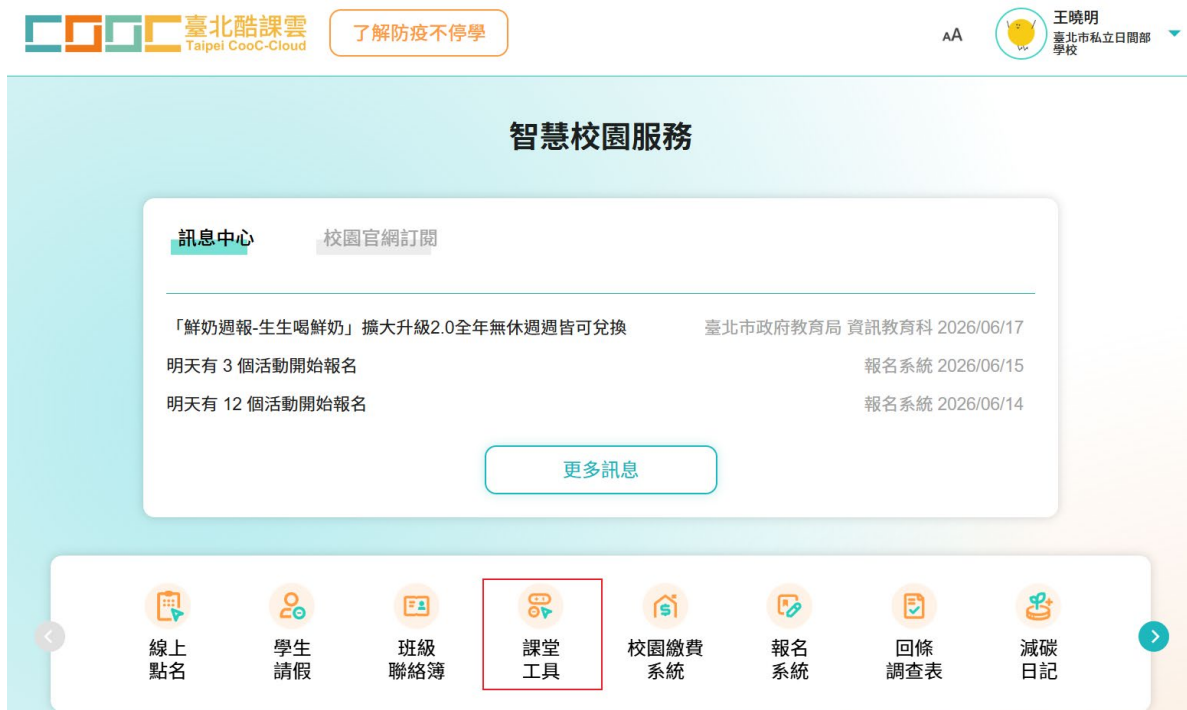 COOC 臺北酷課雲
Taipei CooC-Cloud
了解防疫不停學
AA
王曉明
臺北市私立日間部
學校
智慧校園服務
訊息中心 校園官網訂閱
「鮮奶週報-生生喝鮮奶」擴大升級2.0全年無休週週皆可兌換 臺北市政府教育局 資訊教育科 2026/06/17
明天有 3 個活動開始報名 報名系統 2026/06/15
明天有 12 個活動開始報名 報名系統 2026/06/14
更多訊息
線上
點名
學生
請假
班級
聯絡簿
課堂
工具
校園繳費
系統
報名
系統
回條
調查表
減碳
日記